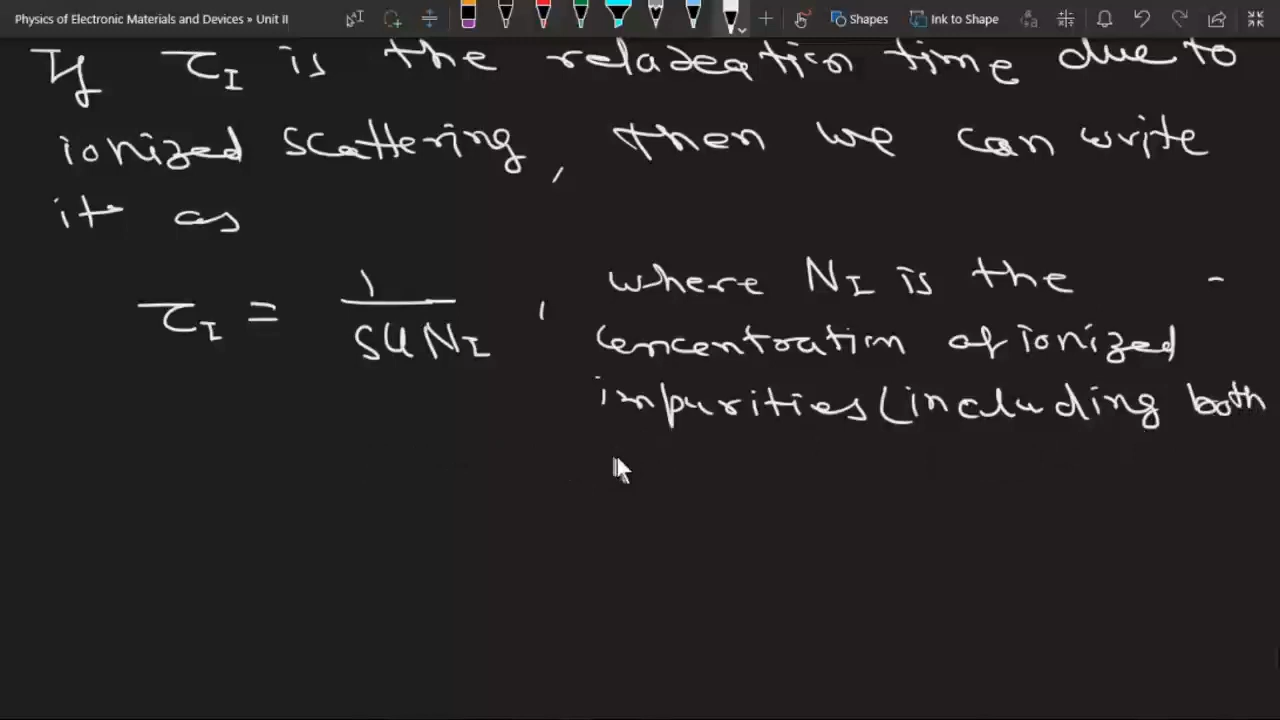 Physics of Electronic Materials and Devices » Unit II
Shapes
Ink to Shape
If τI is the relaxation time due to
ionized scattering, then we can write
it as
τI = 1/SUNI , where NI is the -
concentration of ionized
impurities (including both